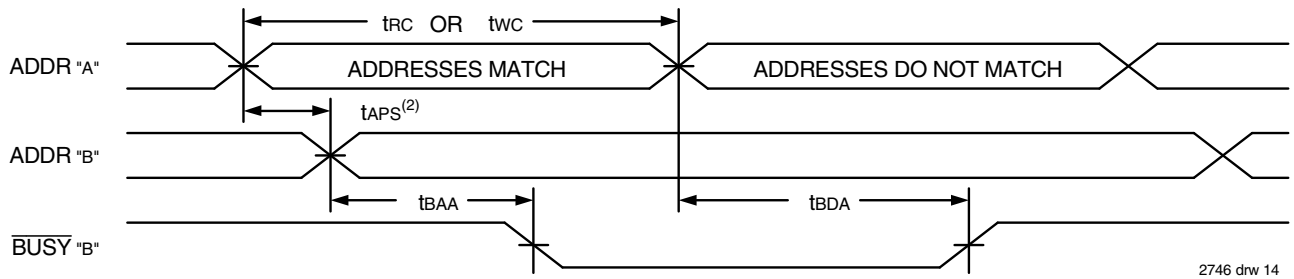 tRC OR tWC
ADDR "A"
ADDRESSES MATCH
ADDRESSES DO NOT MATCH
tAPS(2)
ADDR "B"
tBAA
tBDA
BUSY "B"
2746 drw 14